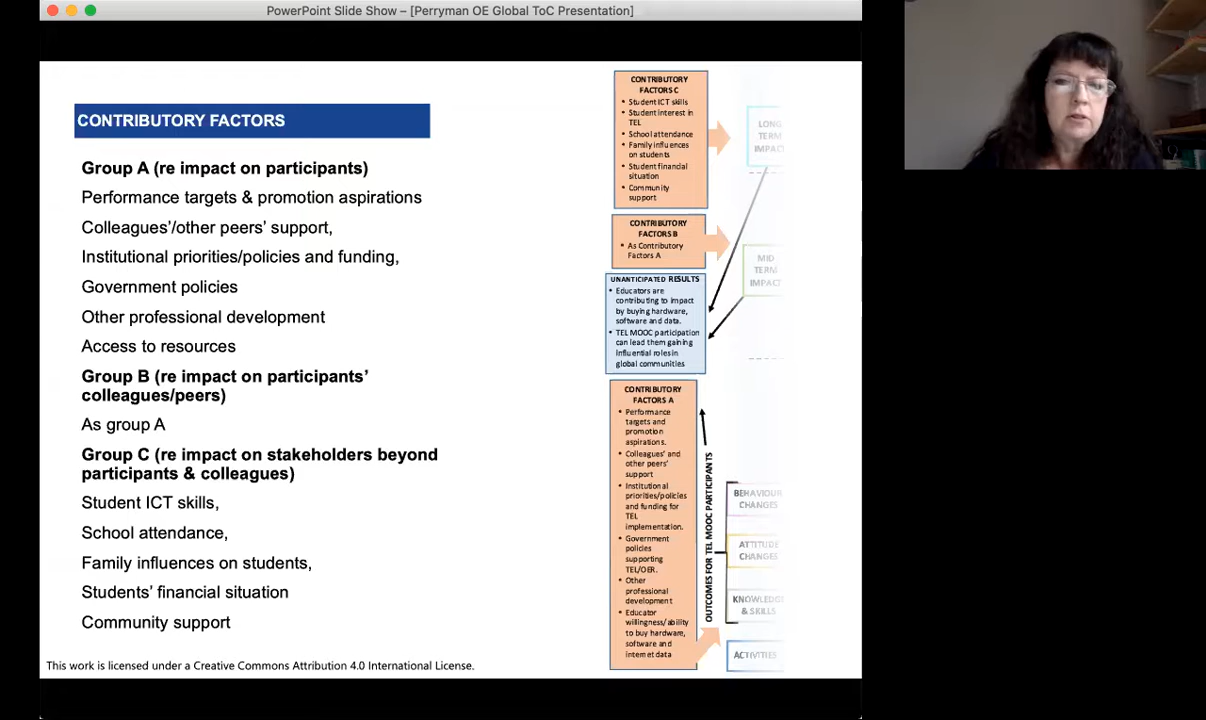 PowerPoint Slide Show – [Perryman OE Global ToC Presentation]
CONTRIBUTORY FACTORS
Group A (re impact on participants)
Performance targets & promotion aspirations
Colleagues’/other peers’ support,
Institutional priorities/policies and funding,
Government policies
Other professional development
Access to resources
Group B (re impact on participants’
colleagues/peers)
As group A
Group C (re impact on stakeholders beyond
participants & colleagues)
Student ICT skills,
School attendance,
Family influences on students,
Students’ financial situation
Community support
This work is licensed under a Creative Commons Attribution 4.0 International License.
CONTRIBUTORY
FACTORS C
• Student ICT skills
• Student interest in
TEL
• School attendance
• Family influences
on students
• Student financial
situation
• Community
support
CONTRIBUTORY
FACTORS B
• As Contributory
Factors A
UNANTICIPATED RESULTS
• Educators are
contributing to impact
by buying hardware,
software and data.
• TEL MOOC participation
can lead them gaining
influential roles in
global communities
CONTRIBUTORY
FACTORS A
• Performance
targets and
promotion
aspirations.
• Colleagues’ and
other peers’
support
• Institutional
priorities/policies
and funding for
TEL
implementation.
• Government
policies
supporting
TEL/OER.
• Other
professional
development
• Educator
willingness/ability
to buy hardware,
software and
internet data
OUTCOMES FOR TEL MOOC PARTICIPANTS
LONG
TERM
IMPACT
MID
TERM
IMPACT
BEHAVIOUR
CHANGES
ATTITUDE
CHANGES
KNOWLEDGE
& SKILLS
ACTIVITIES